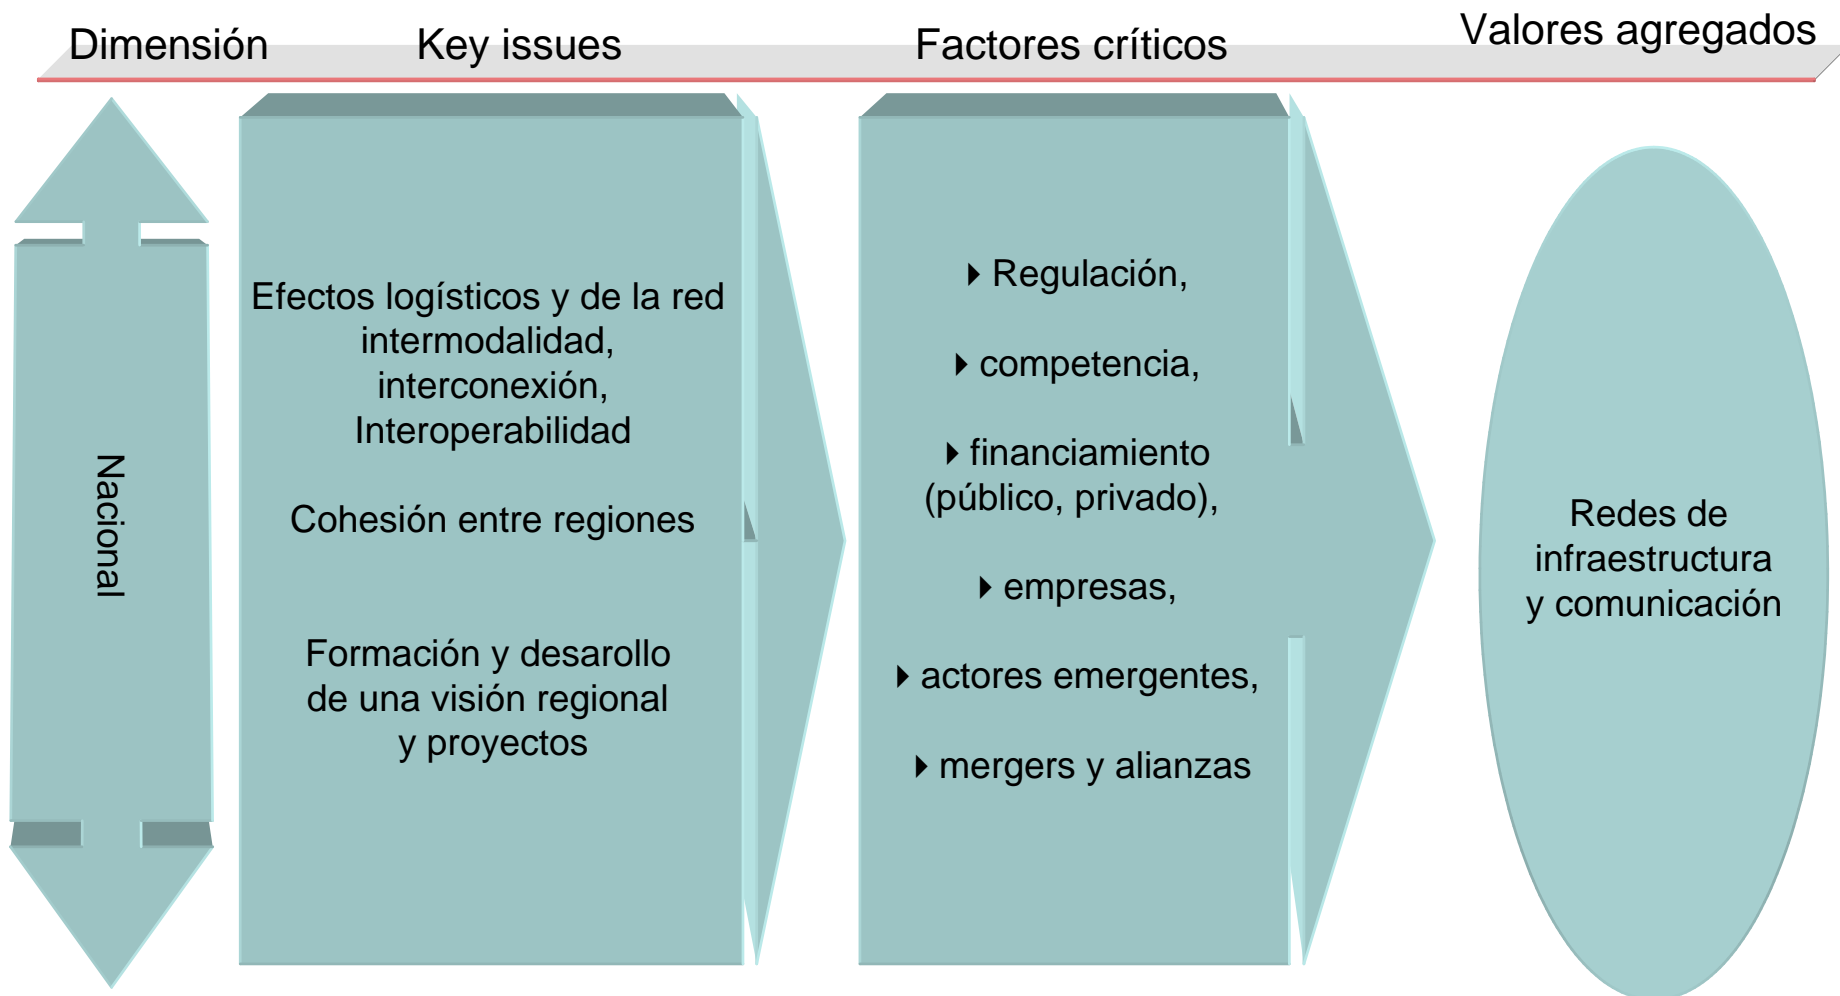 Dimensión
Key issues
Factores críticos
Valores agregados
Nacional
Efectos logísticos y de la red
intermodalidad,
interconexión,
Interoperabilidad
Cohesión entre regiones
Formación y desarollo
de una visión regional
y proyectos
Regulación,
competencia,
financiamiento
(público, privado),
empresas,
actores emergentes,
mergers y alianzas
Redes de
infraestructura
y comunicación